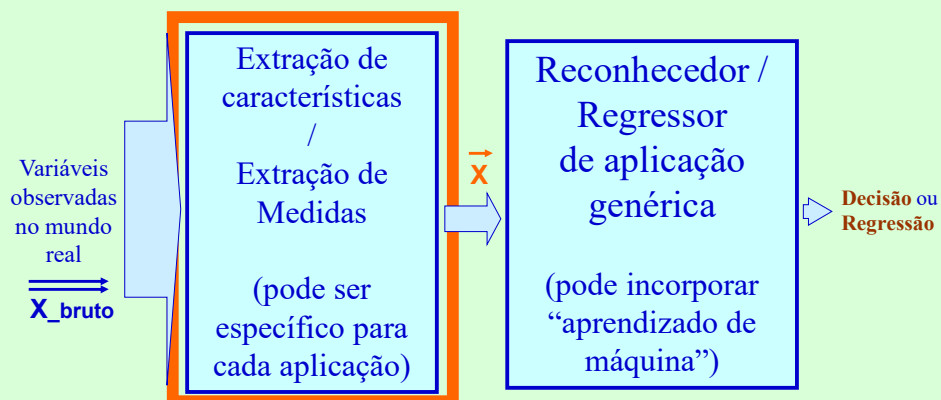 Variáveis
observadas
no mundo
real
X_bruto
Extração de
características
/
Extração de
Medidas
(pode ser
específico para
cada aplicação)
X
Reconhecedor /
Regressor
de aplicação
genérica
(pode incorporar
“aprendizado de
máquina”)
Decisão ou
Regressão